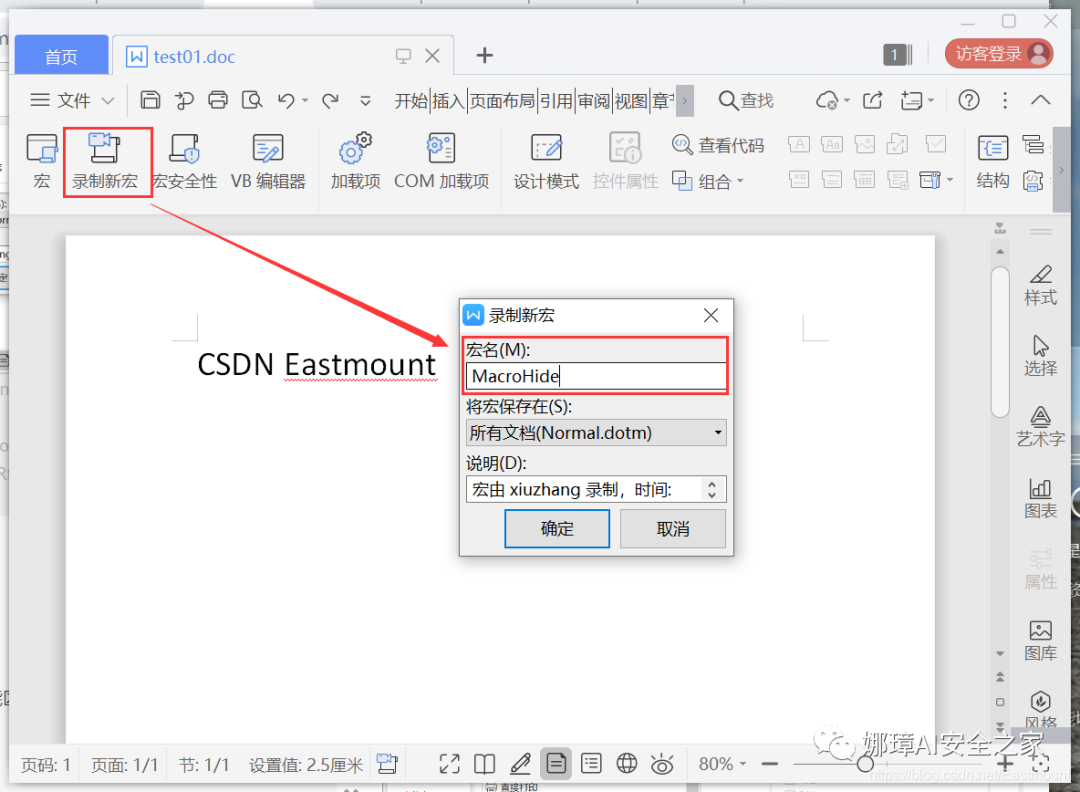 首页
test01.doc
1
访客登录
文件
开始 插入 页面布局 引用 审阅 视图 章节
查找
宏
录制新宏
宏安全性
VB 编辑器
加载项
COM 加载项
设计模式
控件属性
查看代码
组合
结构
CSDN Eastmount
录制新宏
宏名(M):
MacroHide
将宏保存在(S):
所有文档(Normal.dotm)
说明(D):
宏由 xiuzhang 录制，时间:
确定
取消
样式
选择
艺术字
图表
属性
图库
风格
页码: 1
页面: 1/1
节: 1/1
设置值: 2.5厘米
80%
娜璋AI安全之家
https://blog.csdn.net/Eastmount
直接打印